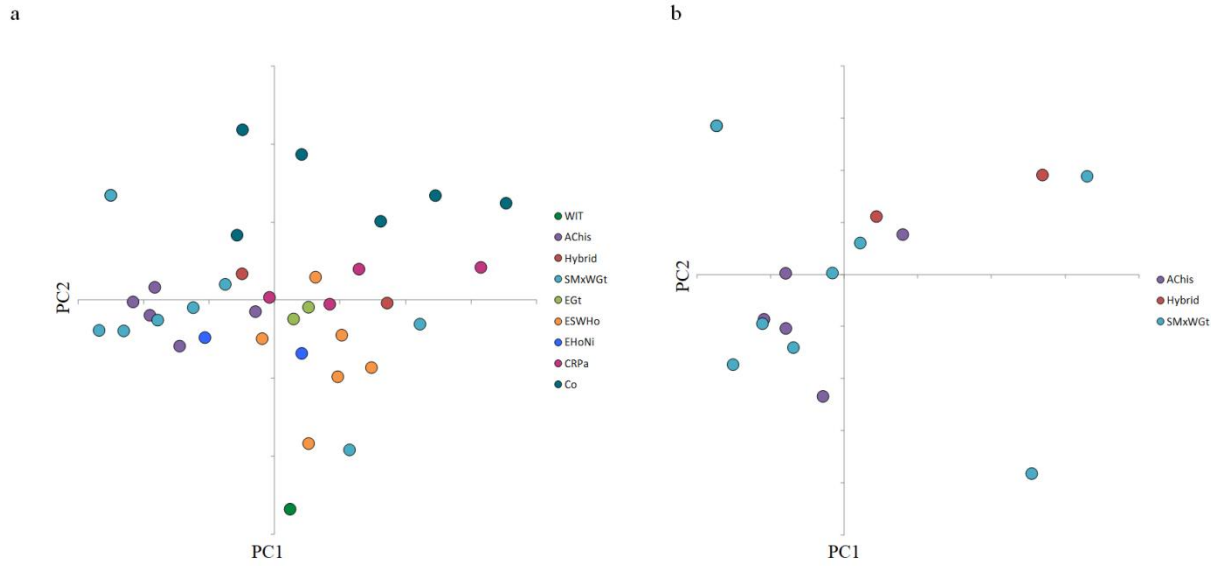 a
PC2
PC1
WIT
AChis
Hybrid
SMxWGt
EGt
ESWHo
EHoNi
CRPa
Co
b
PC2
PC1
AChis
Hybrid
SMxWGt